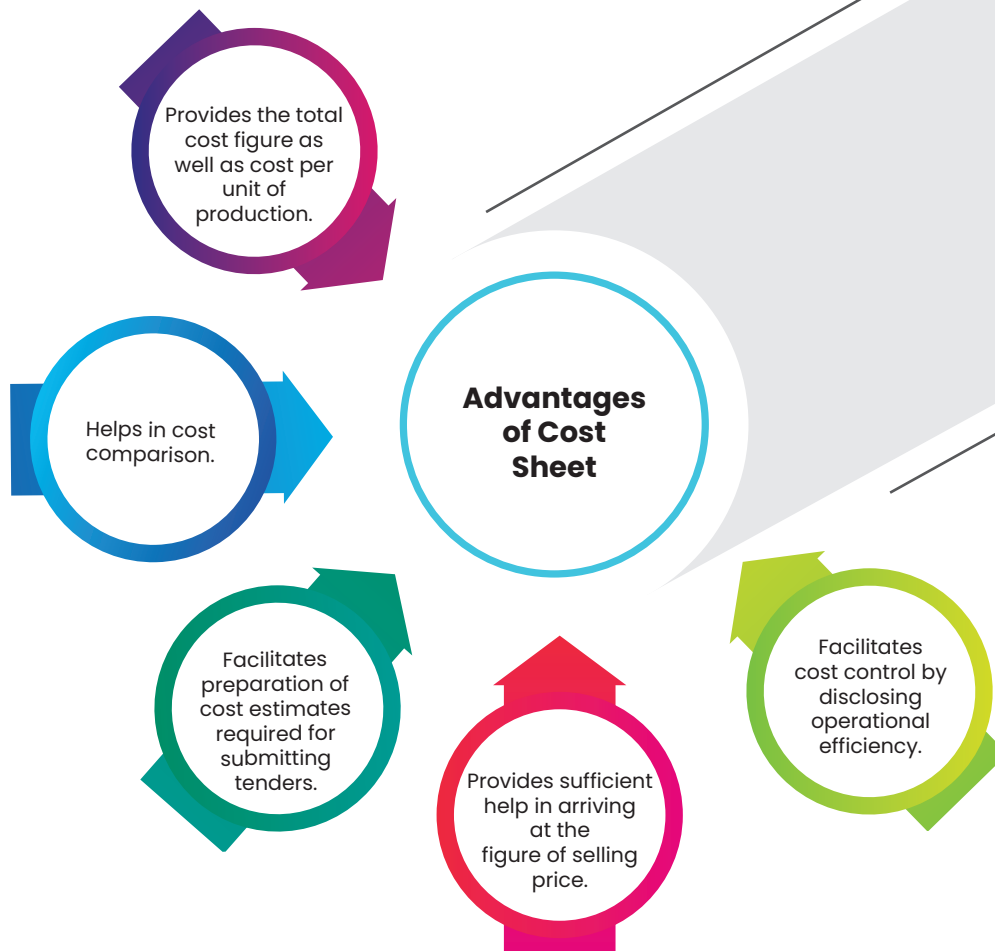 Provides the total
cost figure as
well as cost per
unit of
production.
Helps in cost
comparison.
Advantages
of Cost
Sheet
Facilitates
preparation of
cost estimates
required for
submitting
tenders.
Provides sufficient
help in arriving
at the
figure of selling
price.
Facilitates
cost control by
disclosing
operational
efficiency.